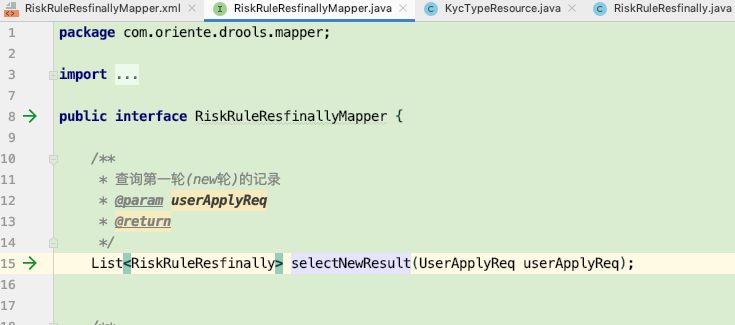 RiskRuleResfinallyMapper.xml RiskRuleResfinallyMapper.java KycTypeResource.java RiskRuleResfinally.java
1 package com.oriente.drools.mapper;
2
3 import ...
7
8 public interface RiskRuleResfinallyMapper {
9
10 /**
11 * 查询第一轮(new轮)的记录
12 * @param userApplyReq
13 * @return
14 */
15 List<RiskRuleResfinally> selectNewResult(UserApplyReq userApplyReq);
16
17
18 /**